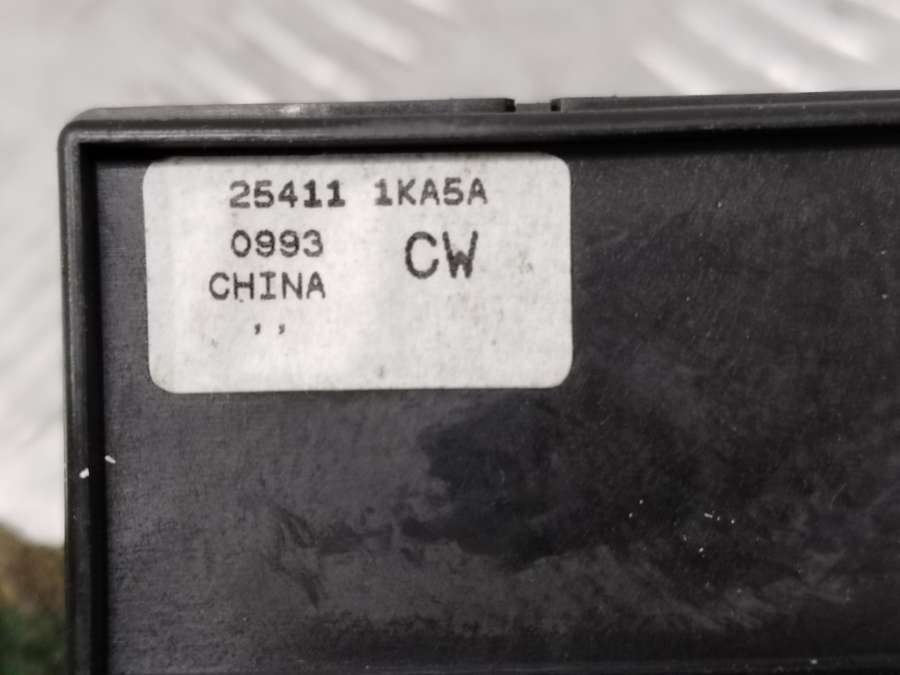 25411 1KA5A
0993 CW
CHINA
,,